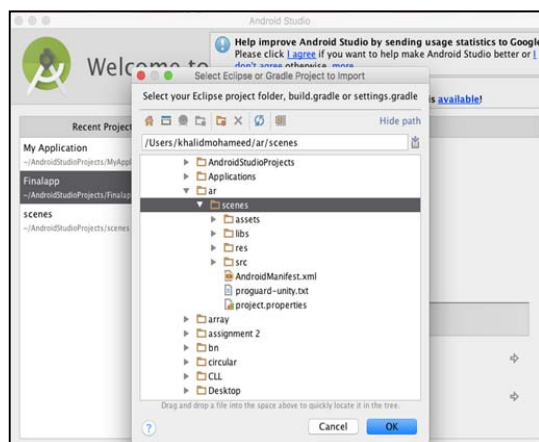 Android Studio
Help improve Android Studio by sending usage statistics to Google
Please click I agree if you want to help make Android Studio better or I
don't agree otherwise. more...
Welcome to
Select Eclipse or Gradle Project to Import
Select your Eclipse project folder, build.gradle or settings.gradle
is available!
Hide path
Recent Project
/Users/khalidmohameed/ar/scenes
My Application
~/AndroidStudioProjects/MyAppl
Finalapp
~/AndroidStudioProjects/Finalapp
scenes
~/AndroidStudioProjects/scenes
AndroidStudioProjects
Applications
ar
scenes
assets
libs
res
src
AndroidManifest.xml
proguard-unity.txt
project.properties
array
assignment 2
bn
circular
CLL
Desktop
Drag and drop a file into the space above to quickly locate it in the tree.
?
Cancel
OK